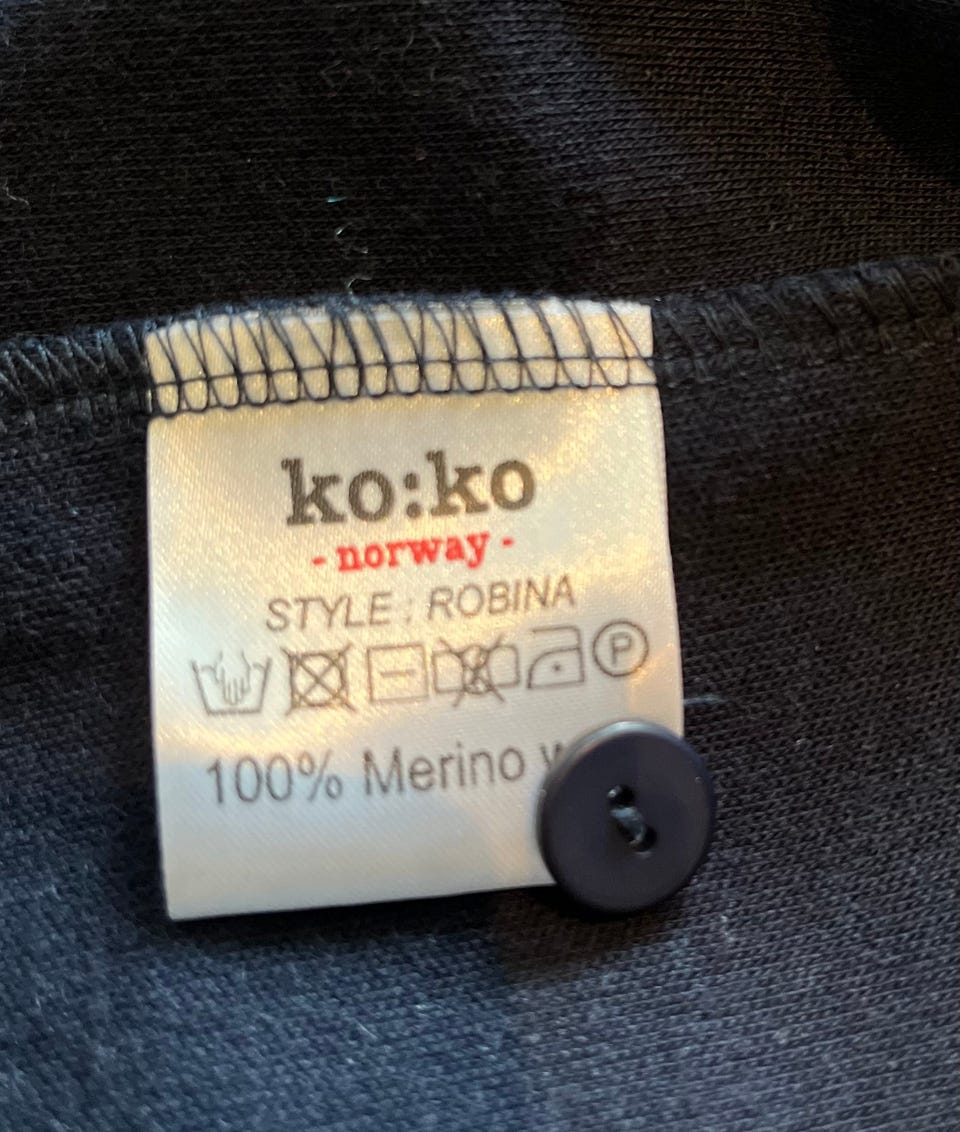 ko:ko
- norway -
STYLE : ROBINA
P
100% Merino w